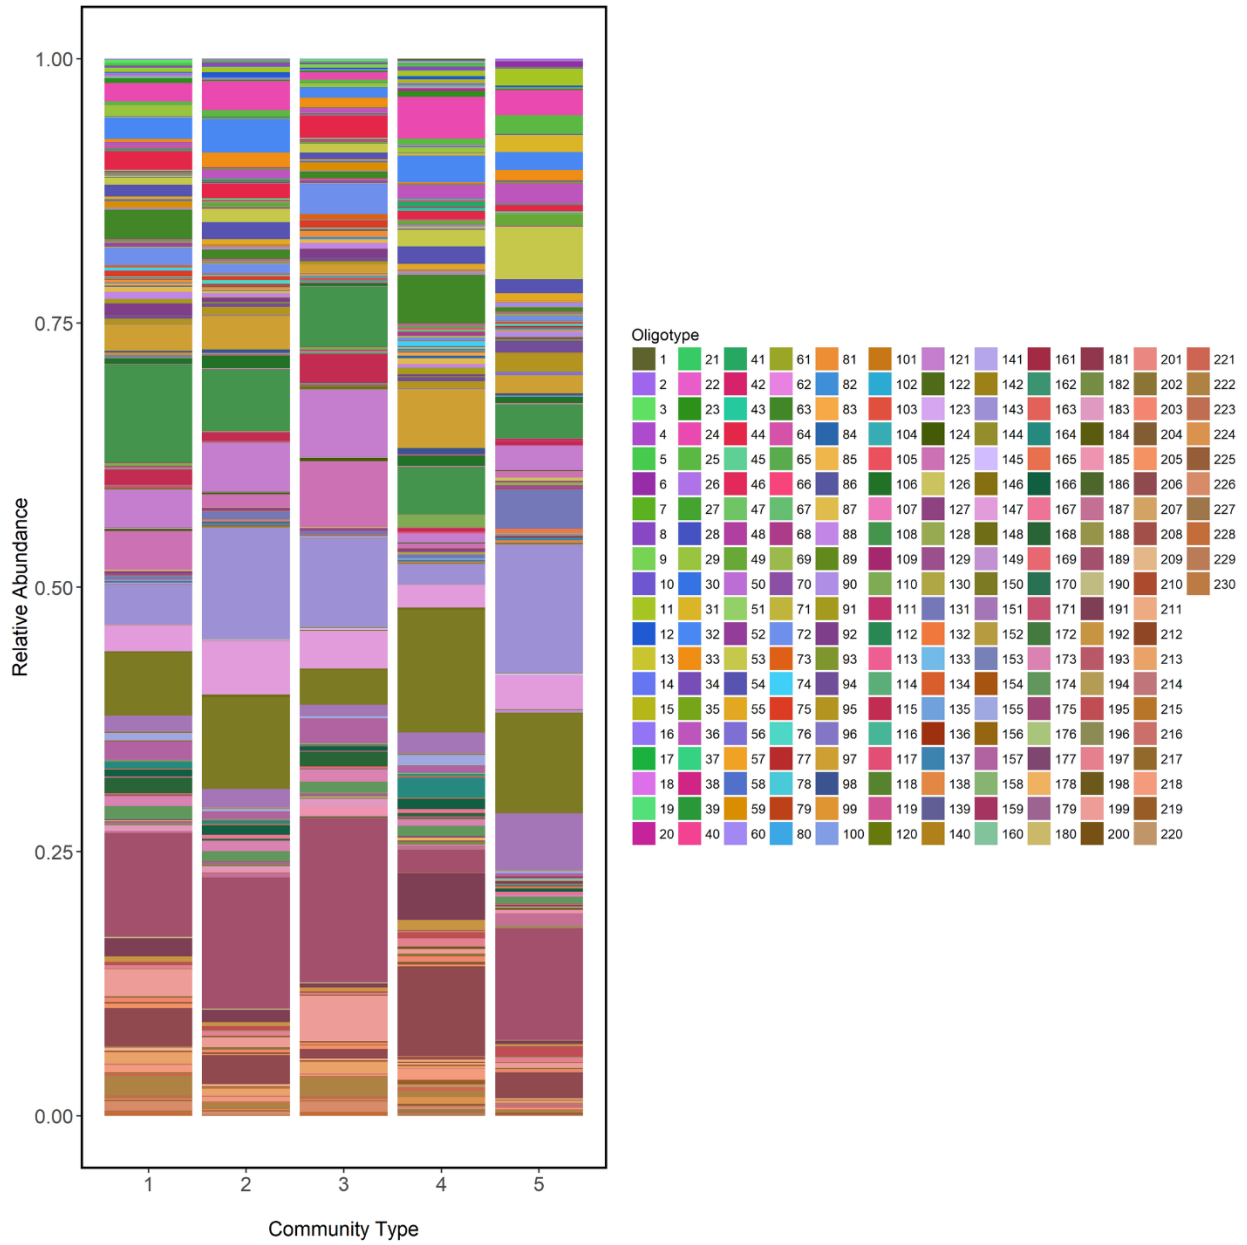 1.00
0.75
0.50
0.25
0.00
Relative Abundance
1 2 3 4 5
Community Type
Oligotype
1 21 41 61 81 101 121 141 161 181 201 221
2 22 42 62 82 102 122 142 162 182 202 222
3 23 43 63 83 103 123 143 163 183 203 223
4 24 44 64 84 104 124 144 164 184 204 224
5 25 45 65 85 105 125 145 165 185 205 225
6 26 46 66 86 106 126 146 166 186 206 226
7 27 47 67 87 107 127 147 167 187 207 227
8 28 48 68 88 108 128 148 168 188 208 228
9 29 49 69 89 109 129 149 169 189 209 229
10 30 50 70 90 110 130 150 170 190 210 230
11 31 51 71 91 111 131 151 171 191 211
12 32 52 72 92 112 132 152 172 192 212
13 33 53 73 93 113 133 153 173 193 213
14 34 54 74 94 114 134 154 174 194 214
15 35 55 75 95 115 135 155 175 195 215
16 36 56 76 96 116 136 156 176 196 216
17 37 57 77 97 117 137 157 177 197 217
18 38 58 78 98 118 138 158 178 198 218
19 39 59 79 99 119 139 159 179 199 219
20 40 60 80 100 120 140 160 180 200 220